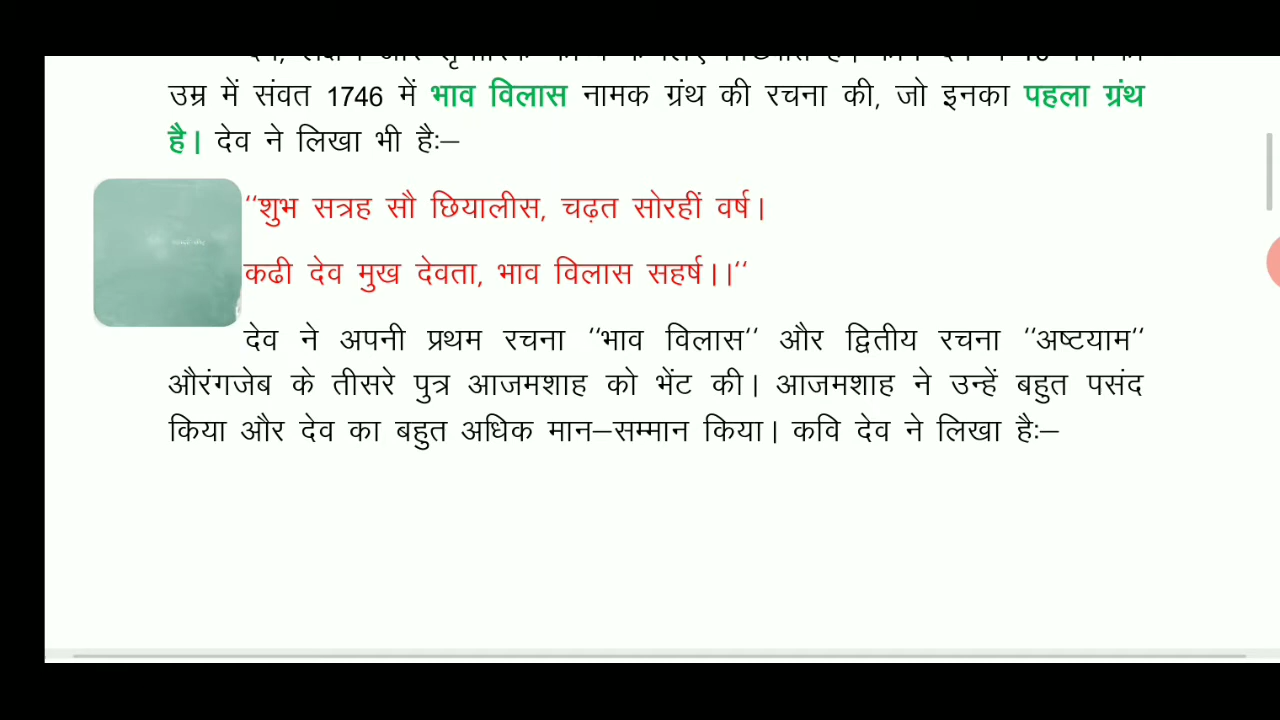 उम्र में संवत 1746 में भाव विलास नामक ग्रंथ की रचना की, जो इनका पहला ग्रंथ
है। देव ने लिखा भी हैः–
‘‘शुभ सत्रह सौ छियालीस, चढ़त सोरहीं वर्ष।
कढी देव मुख देवता, भाव विलास सहर्ष।।‘‘
देव ने अपनी प्रथम रचना ‘‘भाव विलास‘‘ और द्वितीय रचना ‘‘अष्टयाम‘‘
औरंगजेब के तीसरे पुत्र आजमशाह को भेंट की। आजमशाह ने उन्हें बहुत पसंद
किया और देव का बहुत अधिक मान–सम्मान किया। कवि देव ने लिखा हैः–